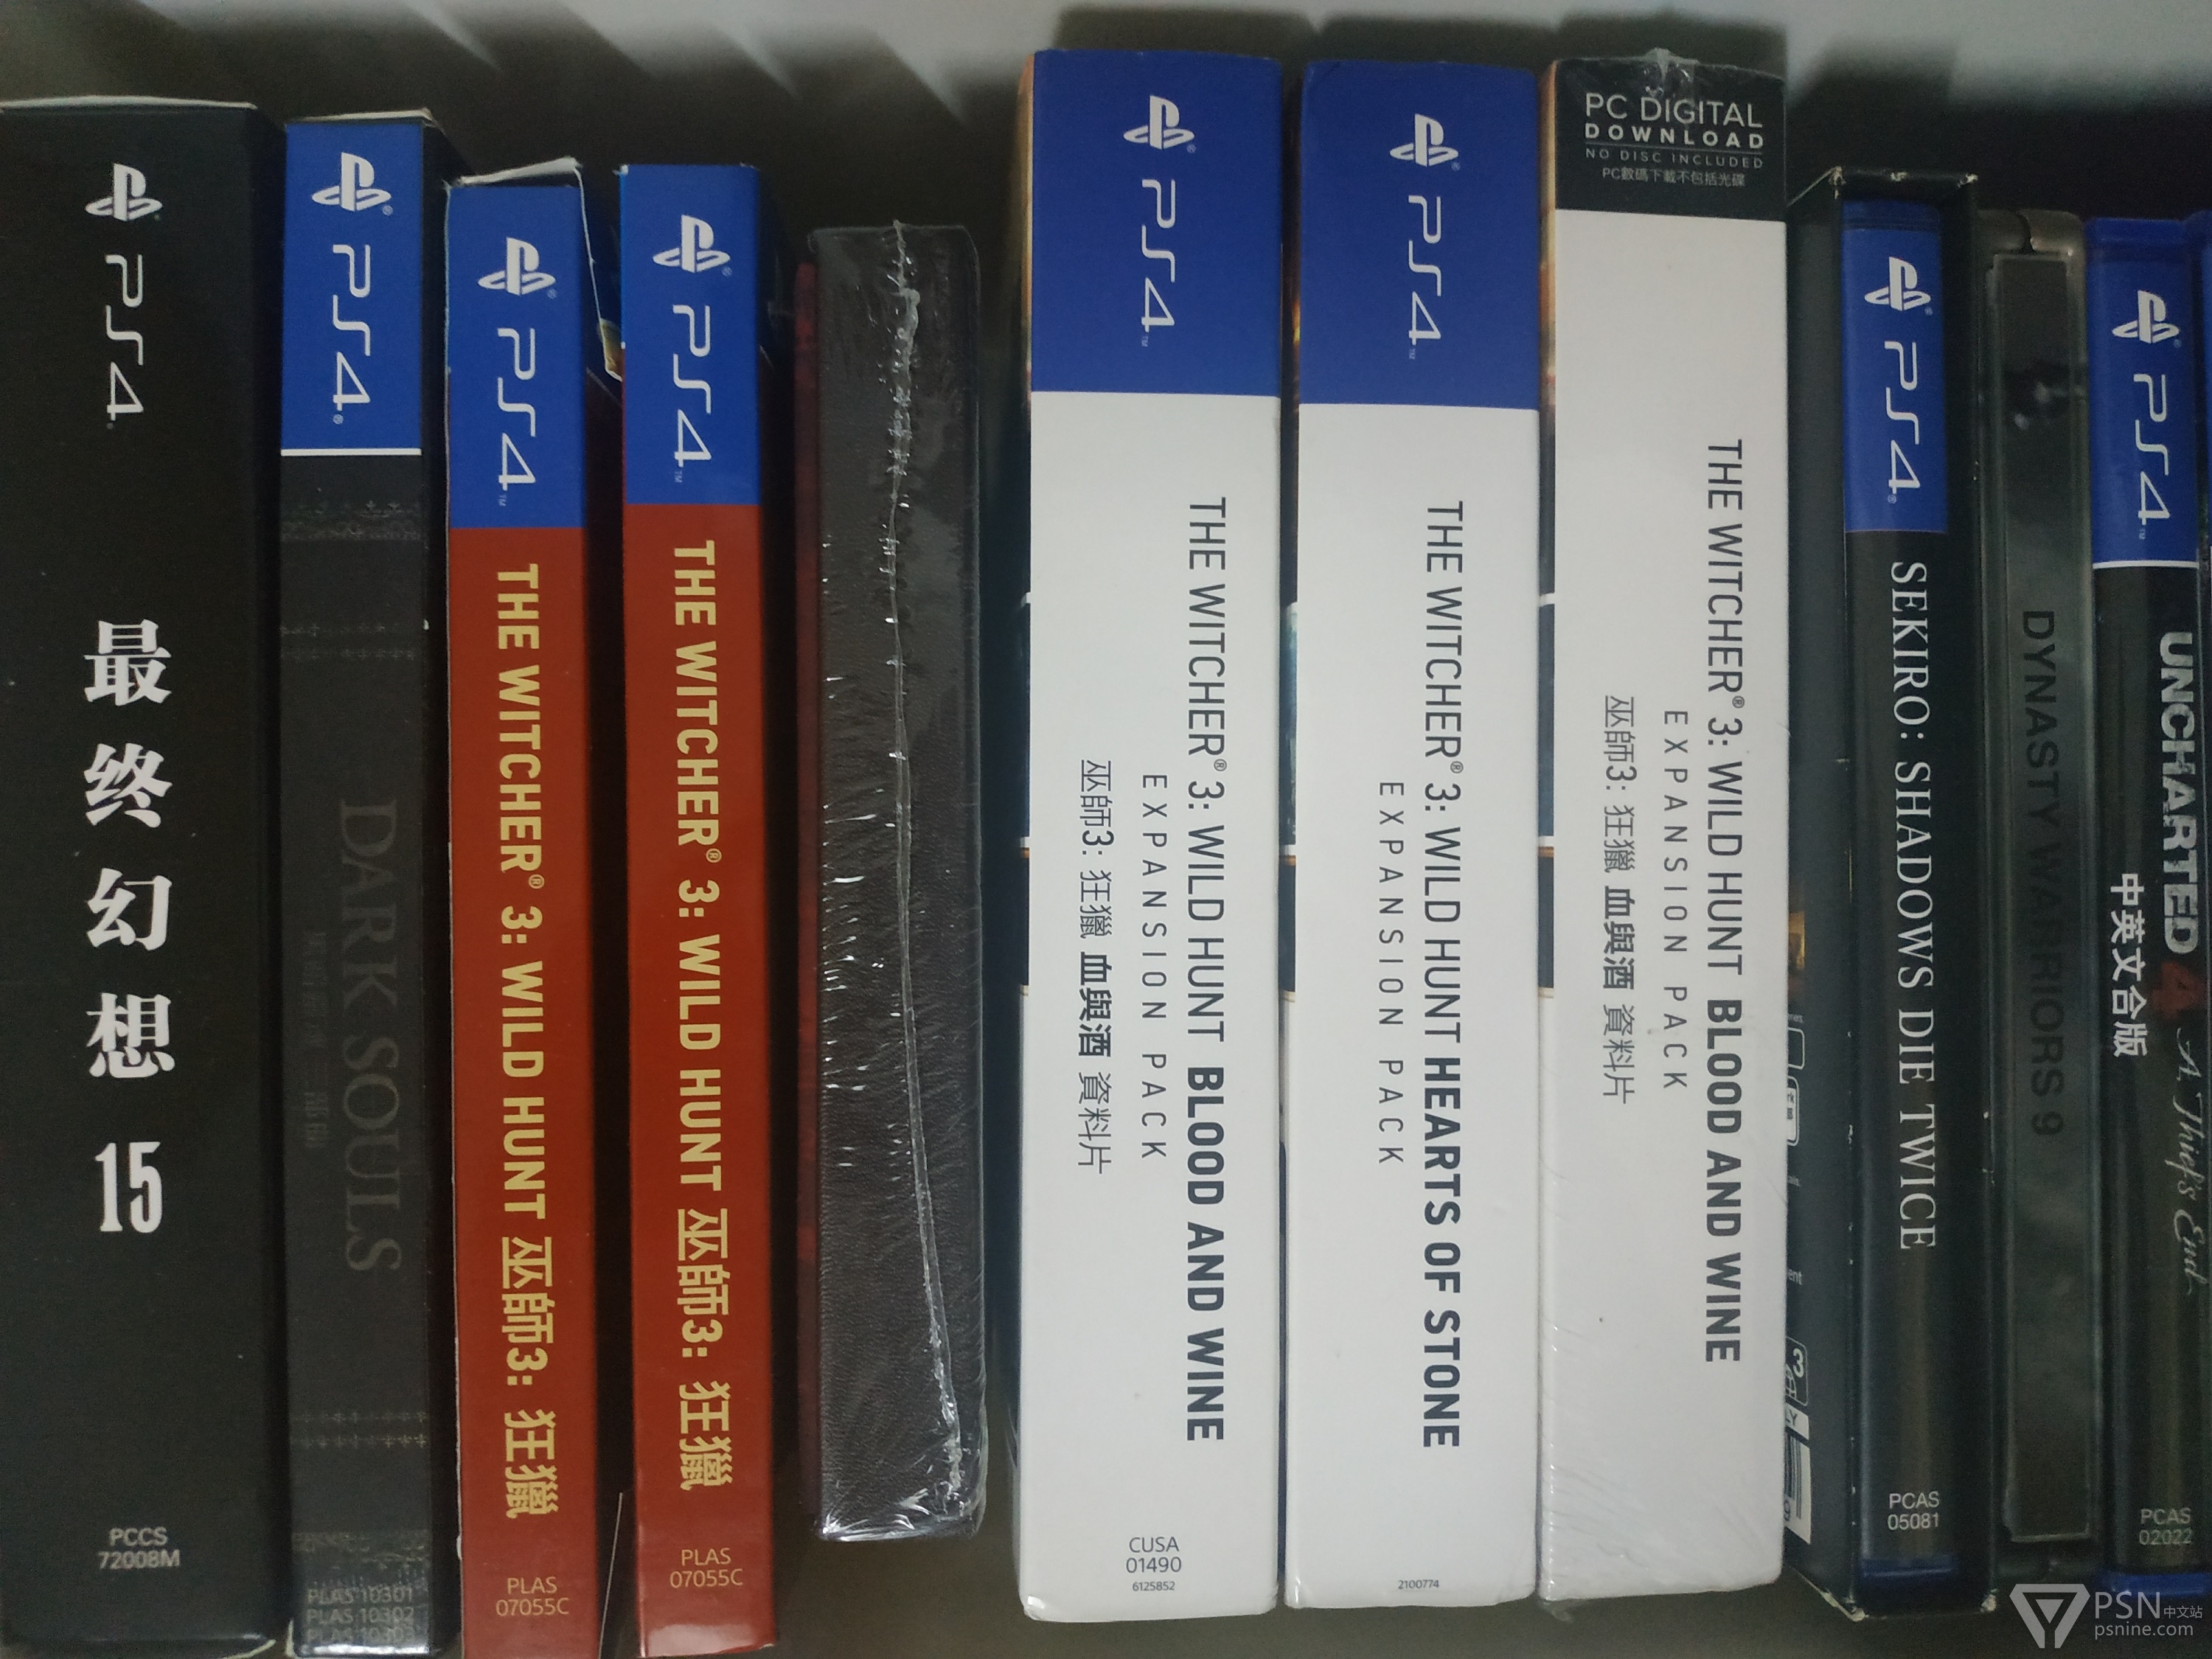 PS4
最终幻想 15
PCCS
72008M
PS4
DARK SOULS
PLAS 10301
PLAS 10302
PLAS 10303
PS4
THE WITCHER® 3: WILD HUNT 巫師3: 狂獵
PLAS
07055C
PS4
THE WITCHER® 3: WILD HUNT 巫師3: 狂獵
PLAS
07055C
PS4
THE WITCHER® 3: WILD HUNT BLOOD AND WINE
EXPANSION PACK
巫師3: 狂獵 血與酒 資料片
CUSA
01490
6125852
PS4
THE WITCHER® 3: WILD HUNT HEARTS OF STONE
EXPANSION PACK
2100774
PC DIGITAL
DOWNLOAD
NO DISC INCLUDED
PC數碼下載不包括光碟
THE WITCHER® 3: WILD HUNT BLOOD AND WINE
EXPANSION PACK
巫師3: 狂獵 血與酒 資料片
PS4
SEKIRO: SHADOWS DIE TWICE
PCAS
05081
DYNASTY WARRIORS 9
PS4
UNCHARTED 4 A Thief's End
中英文合版
PCAS
02022
PSN中文站
psnine.com